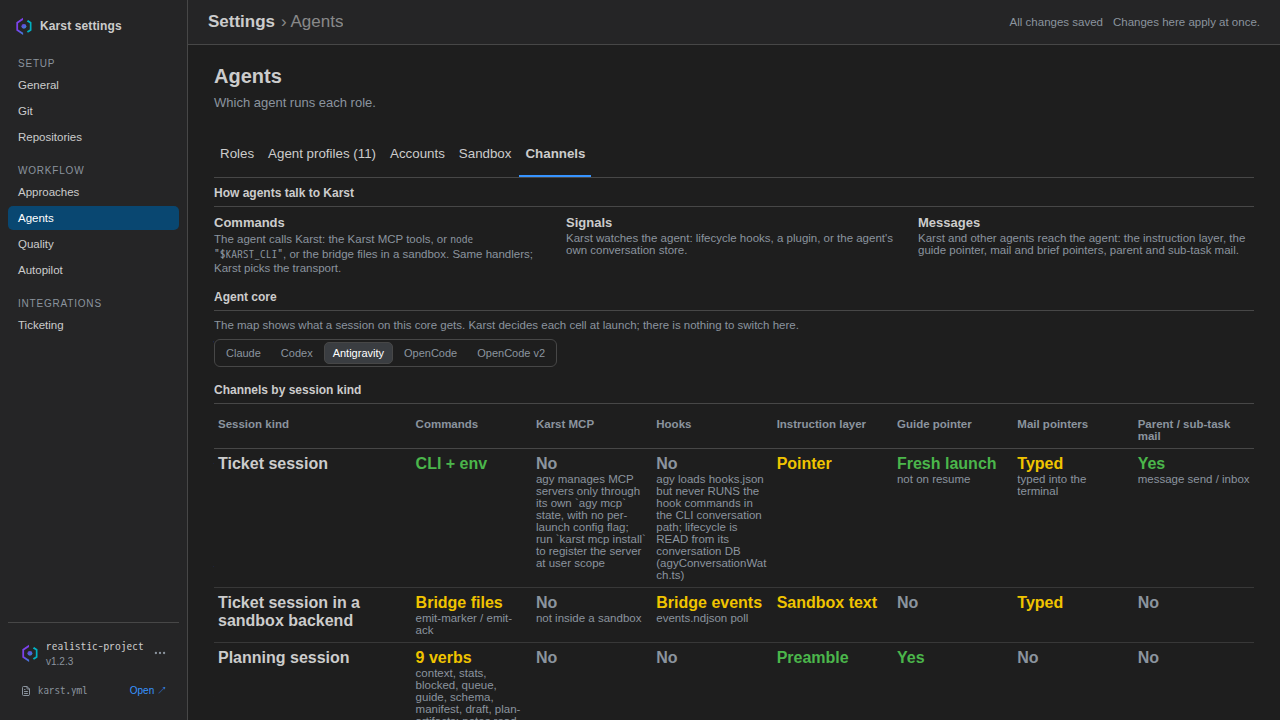 Karst settings
SETUP
General
Git
Repositories
WORKFLOW
Approaches
Agents
Quality
Autopilot
INTEGRATIONS
Ticketing
realistic-project
v1.2.3
karst.yml
Open ↗
Settings › Agents
All changes saved Changes here apply at once.
Agents
Which agent runs each role.
Roles Agent profiles (11) Accounts Sandbox Channels
How agents talk to Karst
Commands
The agent calls Karst: the Karst MCP tools, or node
"$KARST_CLI", or the bridge files in a sandbox. Same handlers;
Karst picks the transport.
Signals
Karst watches the agent: lifecycle hooks, a plugin, or the agent's
own conversation store.
Messages
Karst and other agents reach the agent: the instruction layer, the
guide pointer, mail and brief pointers, parent and sub-task mail.
Agent core
The map shows what a session on this core gets. Karst decides each cell at launch; there is nothing to switch here.
Claude Codex Antigravity OpenCode OpenCode v2
Channels by session kind
Session kind
Commands
Karst MCP
Hooks
Instruction layer
Guide pointer
Mail pointers
Parent / sub-task
mail
Ticket session
CLI + env
No
agy manages MCP
servers only through
its own `agy mcp`
state, with no per-
launch config flag;
run `karst mcp install`
to register the server
at user scope
No
agy loads hooks.json
but never RUNS the
hook commands in
the CLI conversation
path; lifecycle is
READ from its
conversation DB
(agyConversationWat
ch.ts)
Pointer
Fresh launch
not on resume
Typed
typed into the
terminal
Yes
message send / inbox
Ticket session in a
sandbox backend
Bridge files
emit-marker / emit-
ack
No
not inside a sandbox
Bridge events
events.ndjson poll
Sandbox text
No
Typed
No
Planning session
9 verbs
context, stats,
blocked, queue,
guide, schema,
manifest, draft, plan-
No
No
Preamble
Yes
No
No